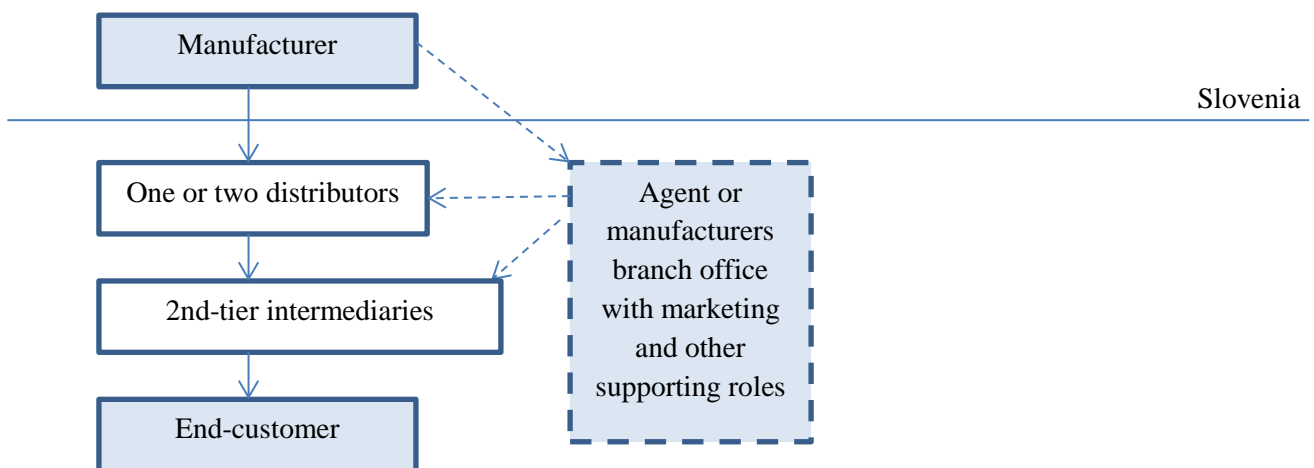 Manufacturer
Slovenia
One or two distributors
Agent or
manufacturers
branch office
with marketing
and other
supporting roles
2nd-tier intermediaries
End-customer